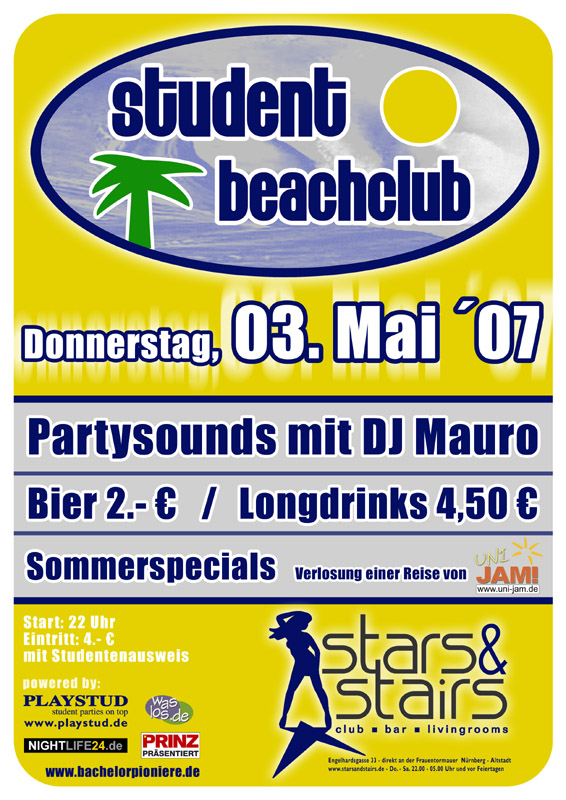 student
beachclub
Donnerstag, 03. Mai ´07
Partysounds mit DJ Mauro
Bier 2.- € / Longdrinks 4,50 €
Sommerspecials Verlosung einer Reise von
UNI
JAM!
www.uni-jam.de
Start: 22 Uhr
Eintritt: 4.- €
mit Studentenausweis
powered by:
PLAYSTUD
student parties on top
www.playstud.de
was
los.de
NIGHTLIFE24.de
PRINZ
PRÄSENTIERT
www.bachelorpioniere.de
stars&
stairs
club ■ bar ■ livingrooms
Engelhardsgasse 33 - direkt an der Frauentormauer Nürnberg - Altstadt
www.starsandstairs.de - Do. - Sa. 22.00 - 05.00 Uhr und vor Feiertagen